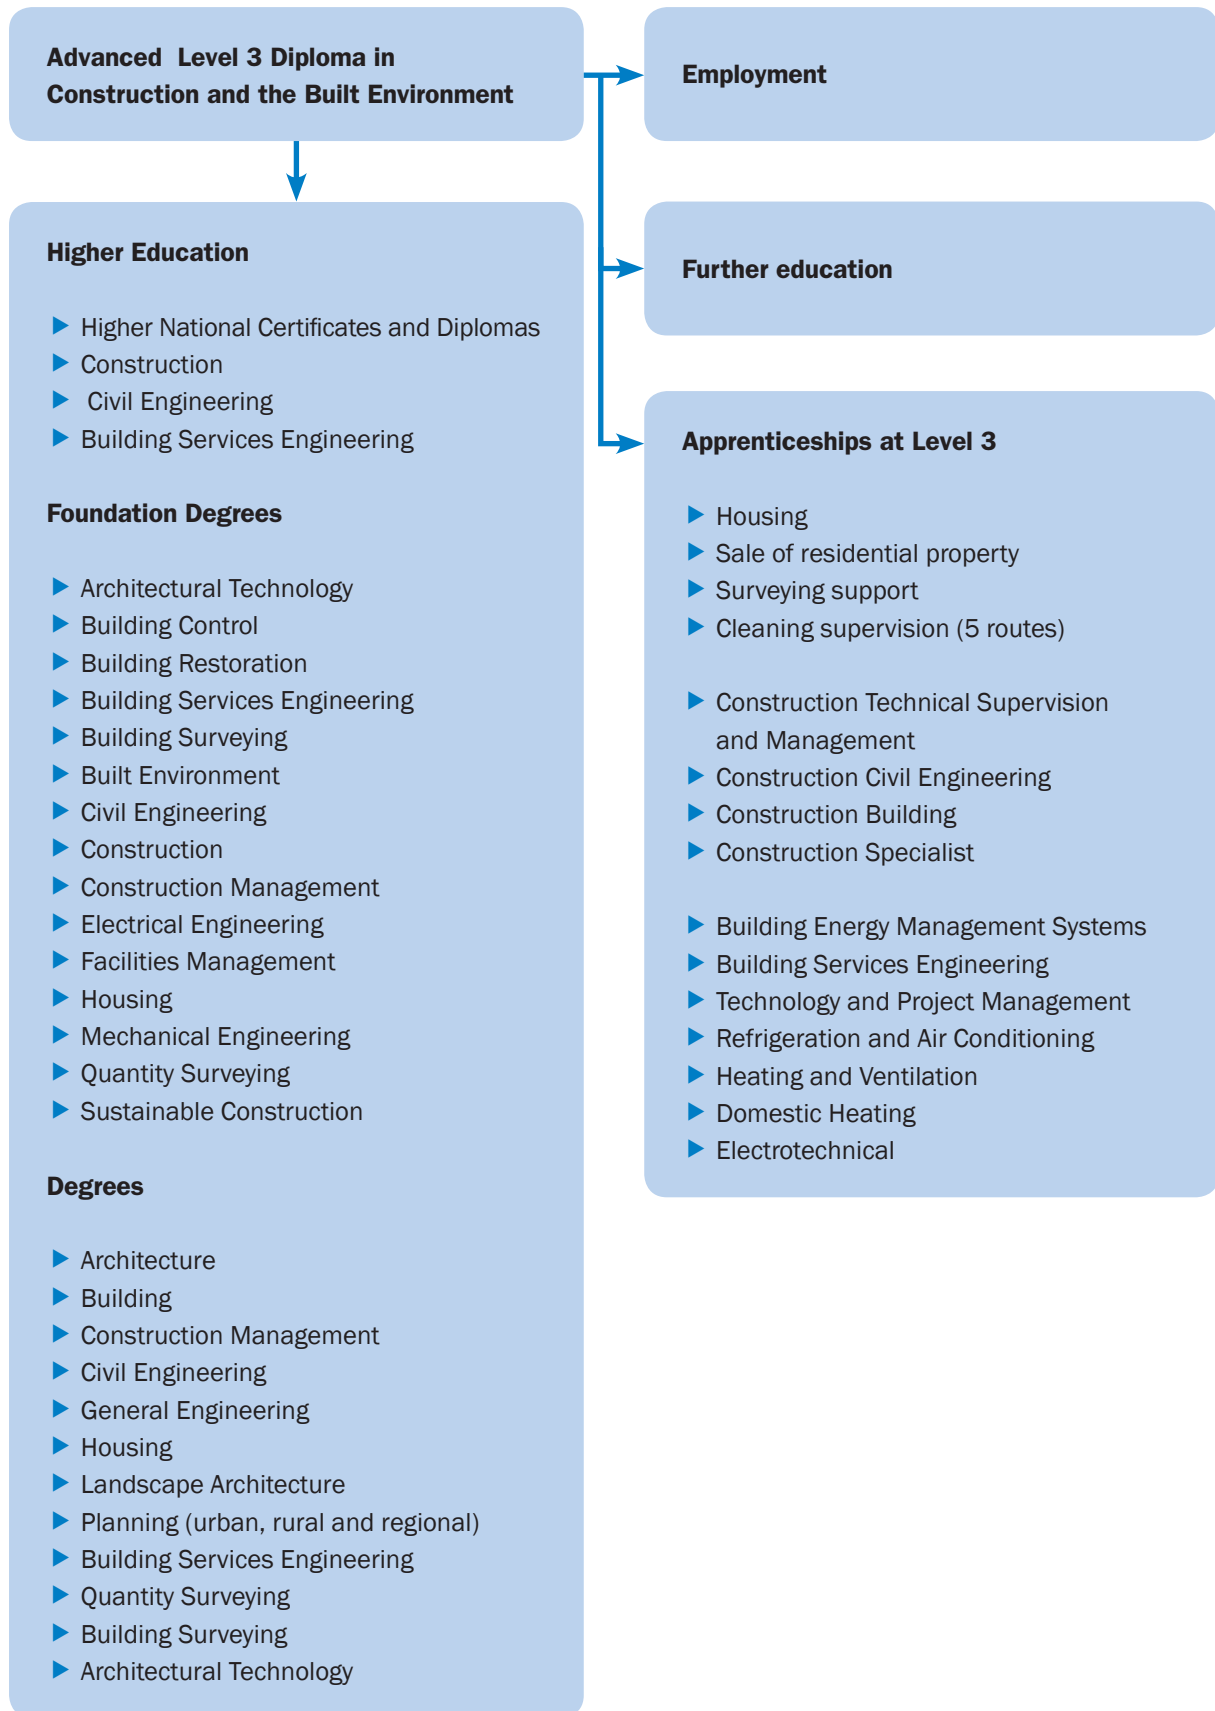 Advanced Level 3 Diploma in
Construction and the Built Environment
Employment
Higher Education
▶ Higher National Certificates and Diplomas
▶ Construction
▶ Civil Engineering
▶ Building Services Engineering
Foundation Degrees
▶ Architectural Technology
▶ Building Control
▶ Building Restoration
▶ Building Services Engineering
▶ Building Surveying
▶ Built Environment
▶ Civil Engineering
▶ Construction
▶ Construction Management
▶ Electrical Engineering
▶ Facilities Management
▶ Housing
▶ Mechanical Engineering
▶ Quantity Surveying
▶ Sustainable Construction
Degrees
▶ Architecture
▶ Building
▶ Construction Management
▶ Civil Engineering
▶ General Engineering
▶ Housing
▶ Landscape Architecture
▶ Planning (urban, rural and regional)
▶ Building Services Engineering
▶ Quantity Surveying
▶ Building Surveying
▶ Architectural Technology
Further education
Apprenticeships at Level 3
▶ Housing
▶ Sale of residential property
▶ Surveying support
▶ Cleaning supervision (5 routes)
▶ Construction Technical Supervision
and Management
▶ Construction Civil Engineering
▶ Construction Building
▶ Construction Specialist
▶ Building Energy Management Systems
▶ Building Services Engineering
▶ Technology and Project Management
▶ Refrigeration and Air Conditioning
▶ Heating and Ventilation
▶ Domestic Heating
▶ Electrotechnical